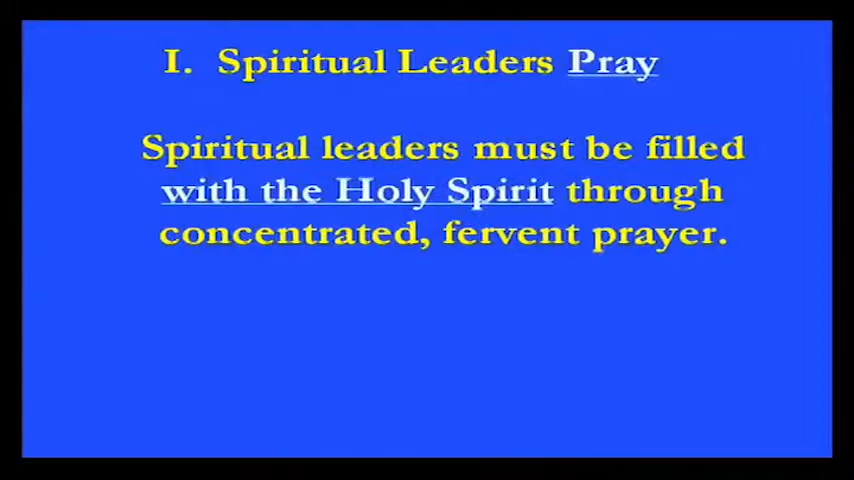 I. Spiritual Leaders Pray
Spiritual leaders must be filled
with the Holy Spirit through
concentrated, fervent prayer.